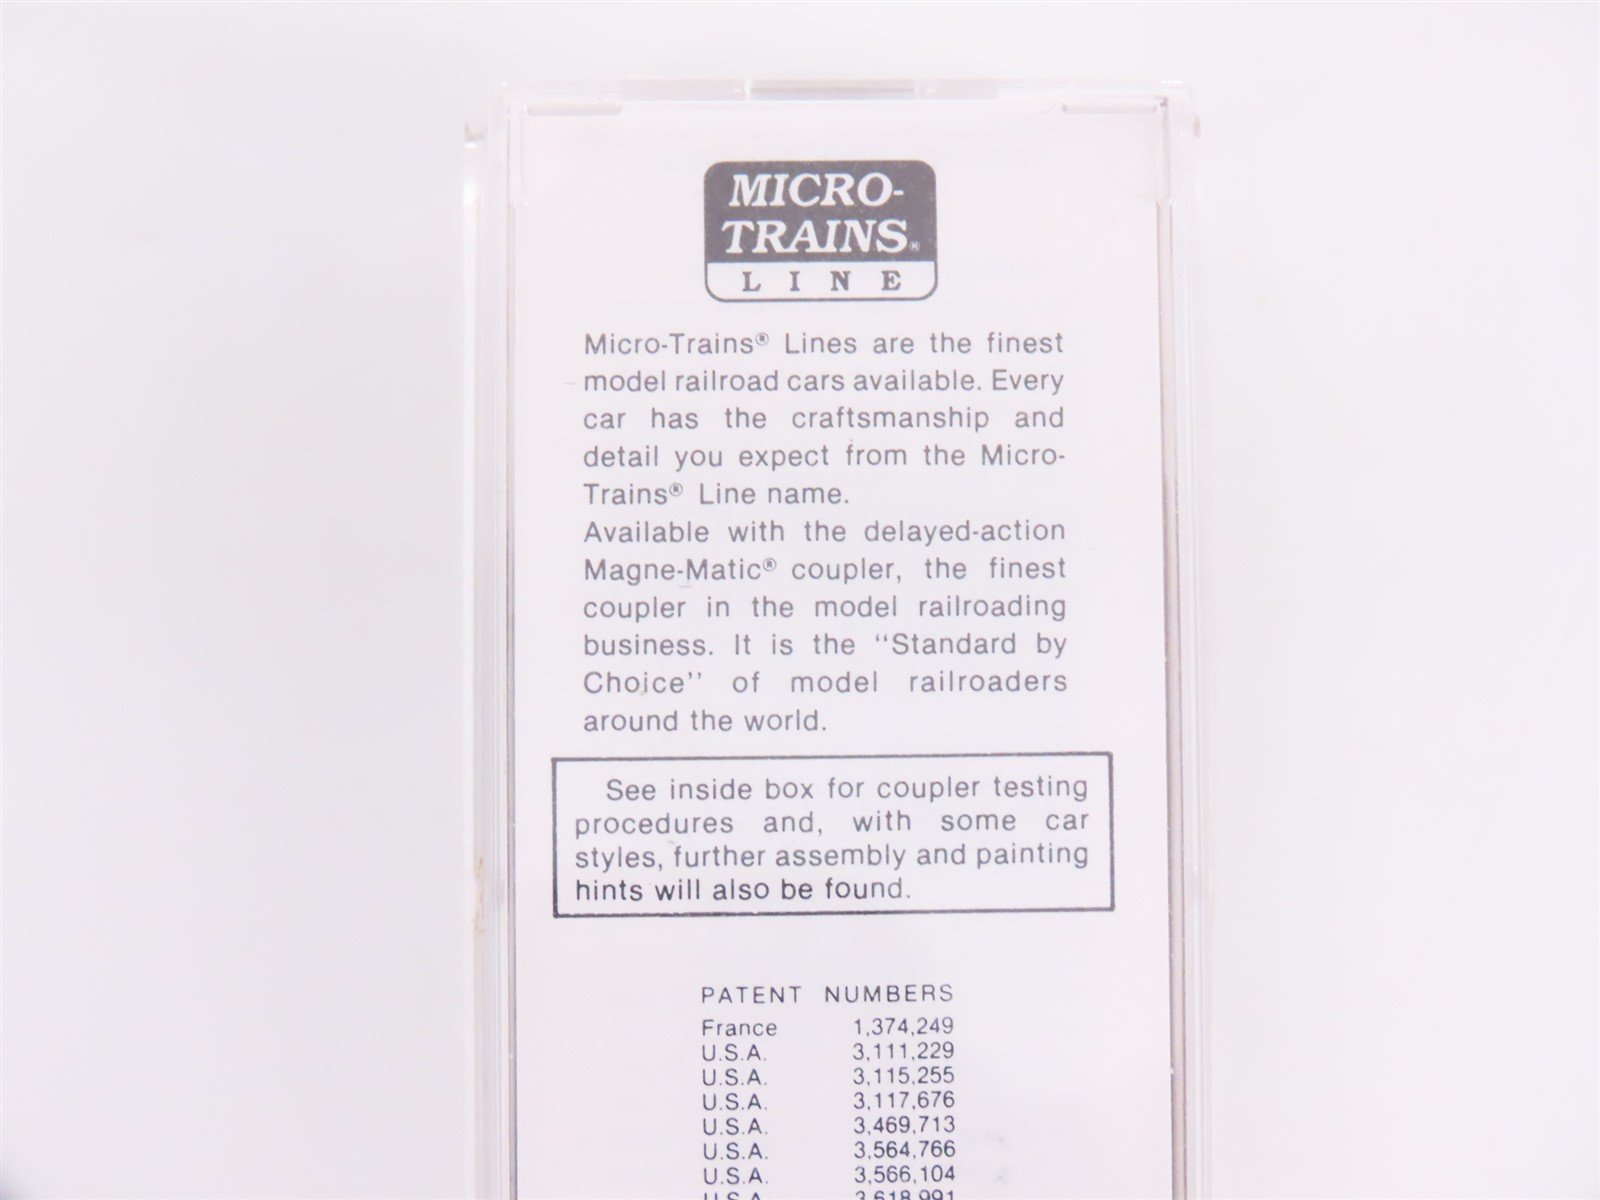 MICRO-
TRAINS®
LINE
Micro-Trains® Lines are the finest
model railroad cars available. Every
car has the craftsmanship and
detail you expect from the Micro-
Trains® Line name.
Available with the delayed-action
Magne-Matic® coupler, the finest
coupler in the model railroading
business. It is the “Standard by
Choice” of model railroaders
around the world.
See inside box for coupler testing
procedures and, with some car
styles, further assembly and painting
hints will also be found.
PATENT NUMBERS
France 1,374,249
U.S.A. 3,111,229
U.S.A. 3,115,255
U.S.A. 3,117,676
U.S.A. 3,469,713
U.S.A. 3,564,766
U.S.A. 3,566,104
U.S.A. 3,618,991